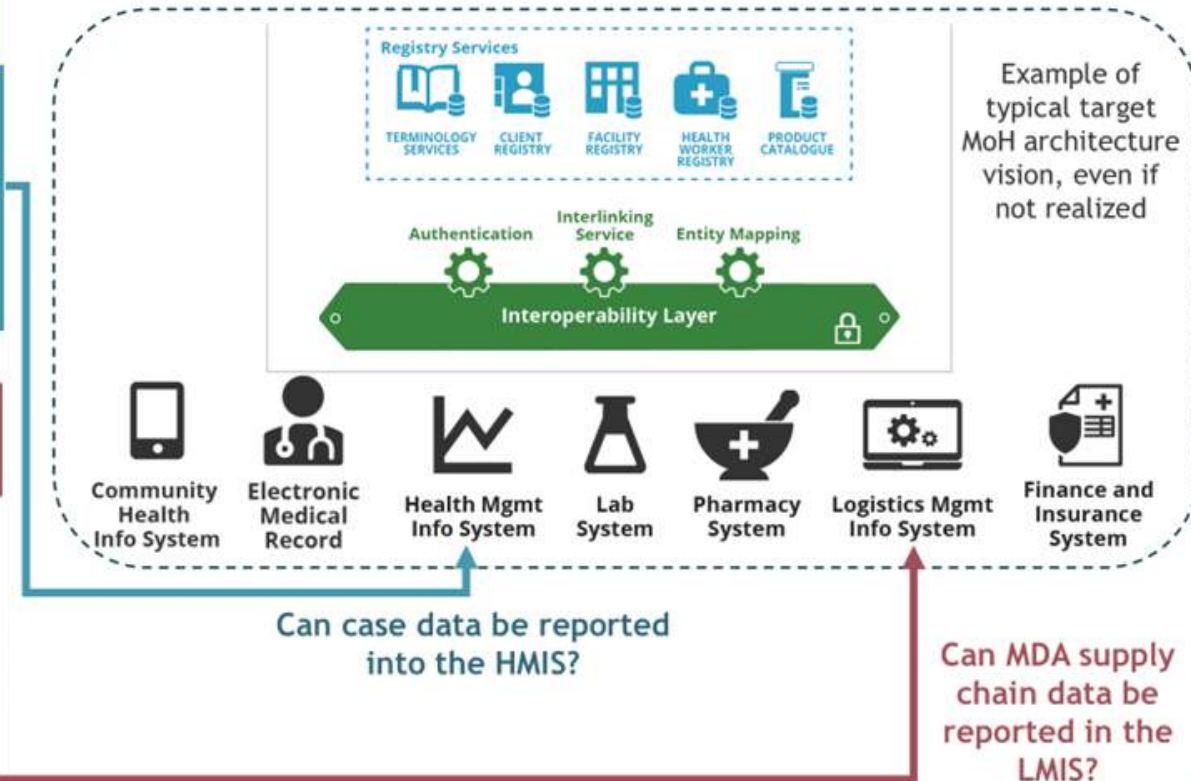 Registry Services
TERMINOLOGY
SERVICES
CLIENT
REGISTRY
FACILITY
REGISTRY
HEALTH
WORKER
REGISTRY
PRODUCT
CATALOGUE
Example of
typical target
MoH architecture
vision, even if
not realized
Authentication
Interlinking
Service
Entity Mapping
Interoperability Layer
Community
Health
Info System
Electronic
Medical
Record
Health Mgmt
Info System
Lab
System
Pharmacy
System
Logistics Mgmt
Info System
Finance and
Insurance
System
Can case data be reported
into the HMIS?
Can MDA supply
chain data be
reported in the
LMIS?